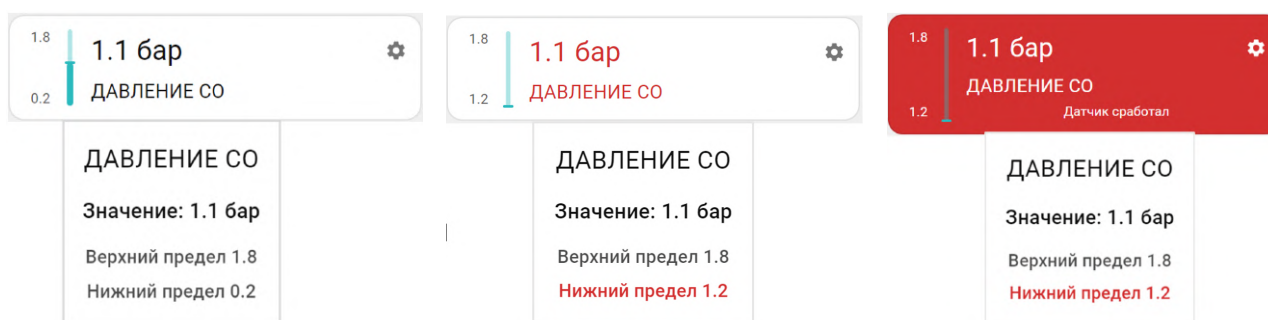 1.8
1.1 бар
0.2
ДАВЛЕНИЕ СО
ДАВЛЕНИЕ СО
Значение: 1.1 бар
Верхний предел 1.8
Нижний предел 0.2
1.8
1.1 бар
1.2
ДАВЛЕНИЕ СО
ДАВЛЕНИЕ СО
Значение: 1.1 бар
Верхний предел 1.8
Нижний предел 1.2
1.8
1.1 бар
ДАВЛЕНИЕ СО
1.2
Датчик сработал
ДАВЛЕНИЕ СО
Значение: 1.1 бар
Верхний предел 1.8
Нижний предел 1.2